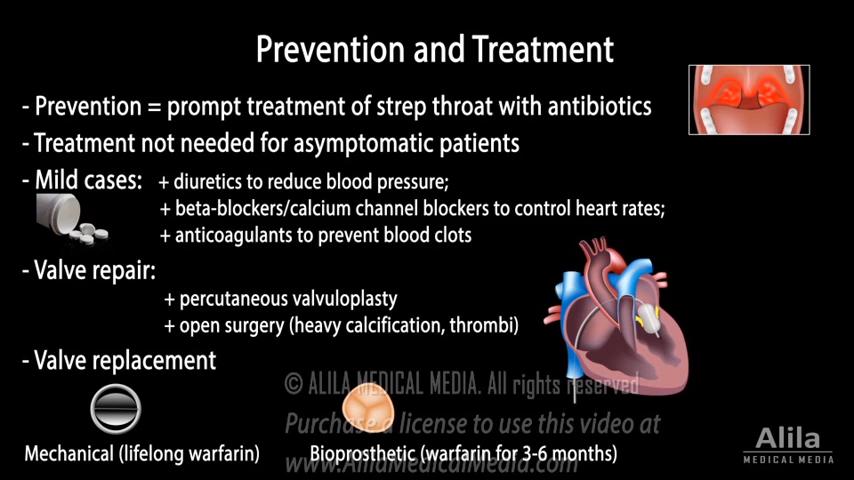 Prevention and Treatment
- Prevention = prompt treatment of strep throat with antibiotics
- Treatment not needed for asymptomatic patients
- Mild cases: + diuretics to reduce blood pressure;
+ beta-blockers/calcium channel blockers to control heart rates;
+ anticoagulants to prevent blood clots
- Valve repair:
+ percutaneous valvuloplasty
+ open surgery (heavy calcification, thrombi)
- Valve replacement
© ALILA MEDICAL MEDIA. All rights reserved
Purchase a license to use this video at
www.AlilaMedicalMedia.com
Mechanical (lifelong warfarin)
Bioprosthetic (warfarin for 3-6 months)
Alila
MEDICAL MEDIA